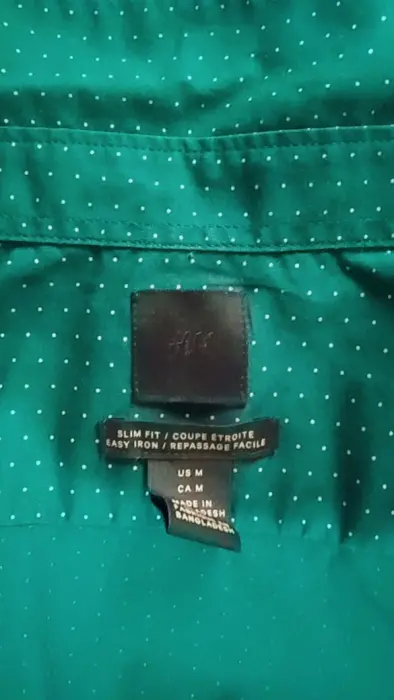 H&M
SLIM FIT / COUPE ÉTROITE
EASY IRON / REPASSAGE FACILE
US M
CA M
MADE IN
BANGLADESH